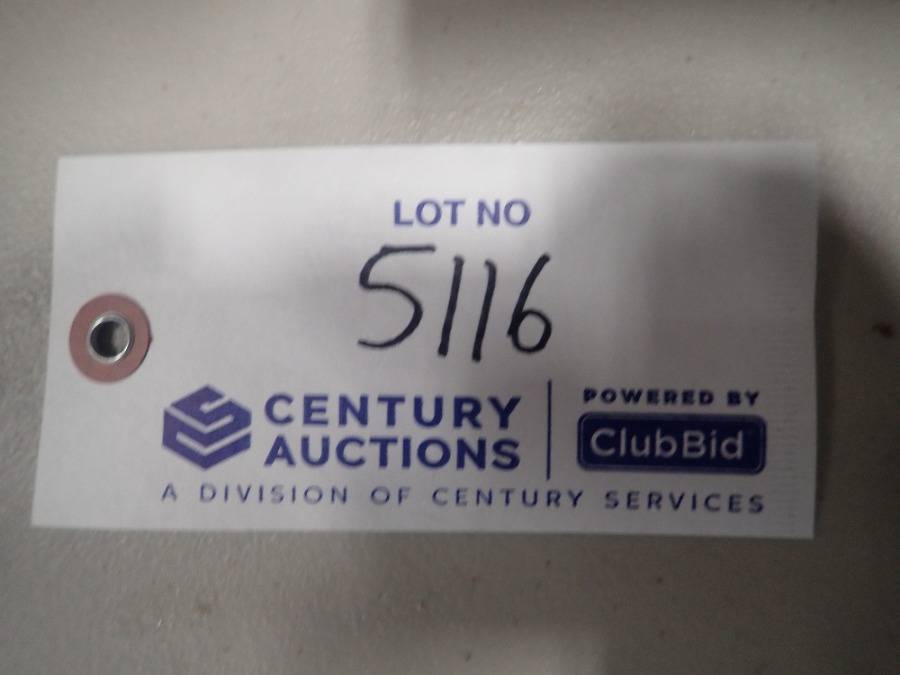 LOT NO
5116
CENTURY
AUCTIONS
POWERED BY
ClubBid
A DIVISION OF CENTURY SERVICES